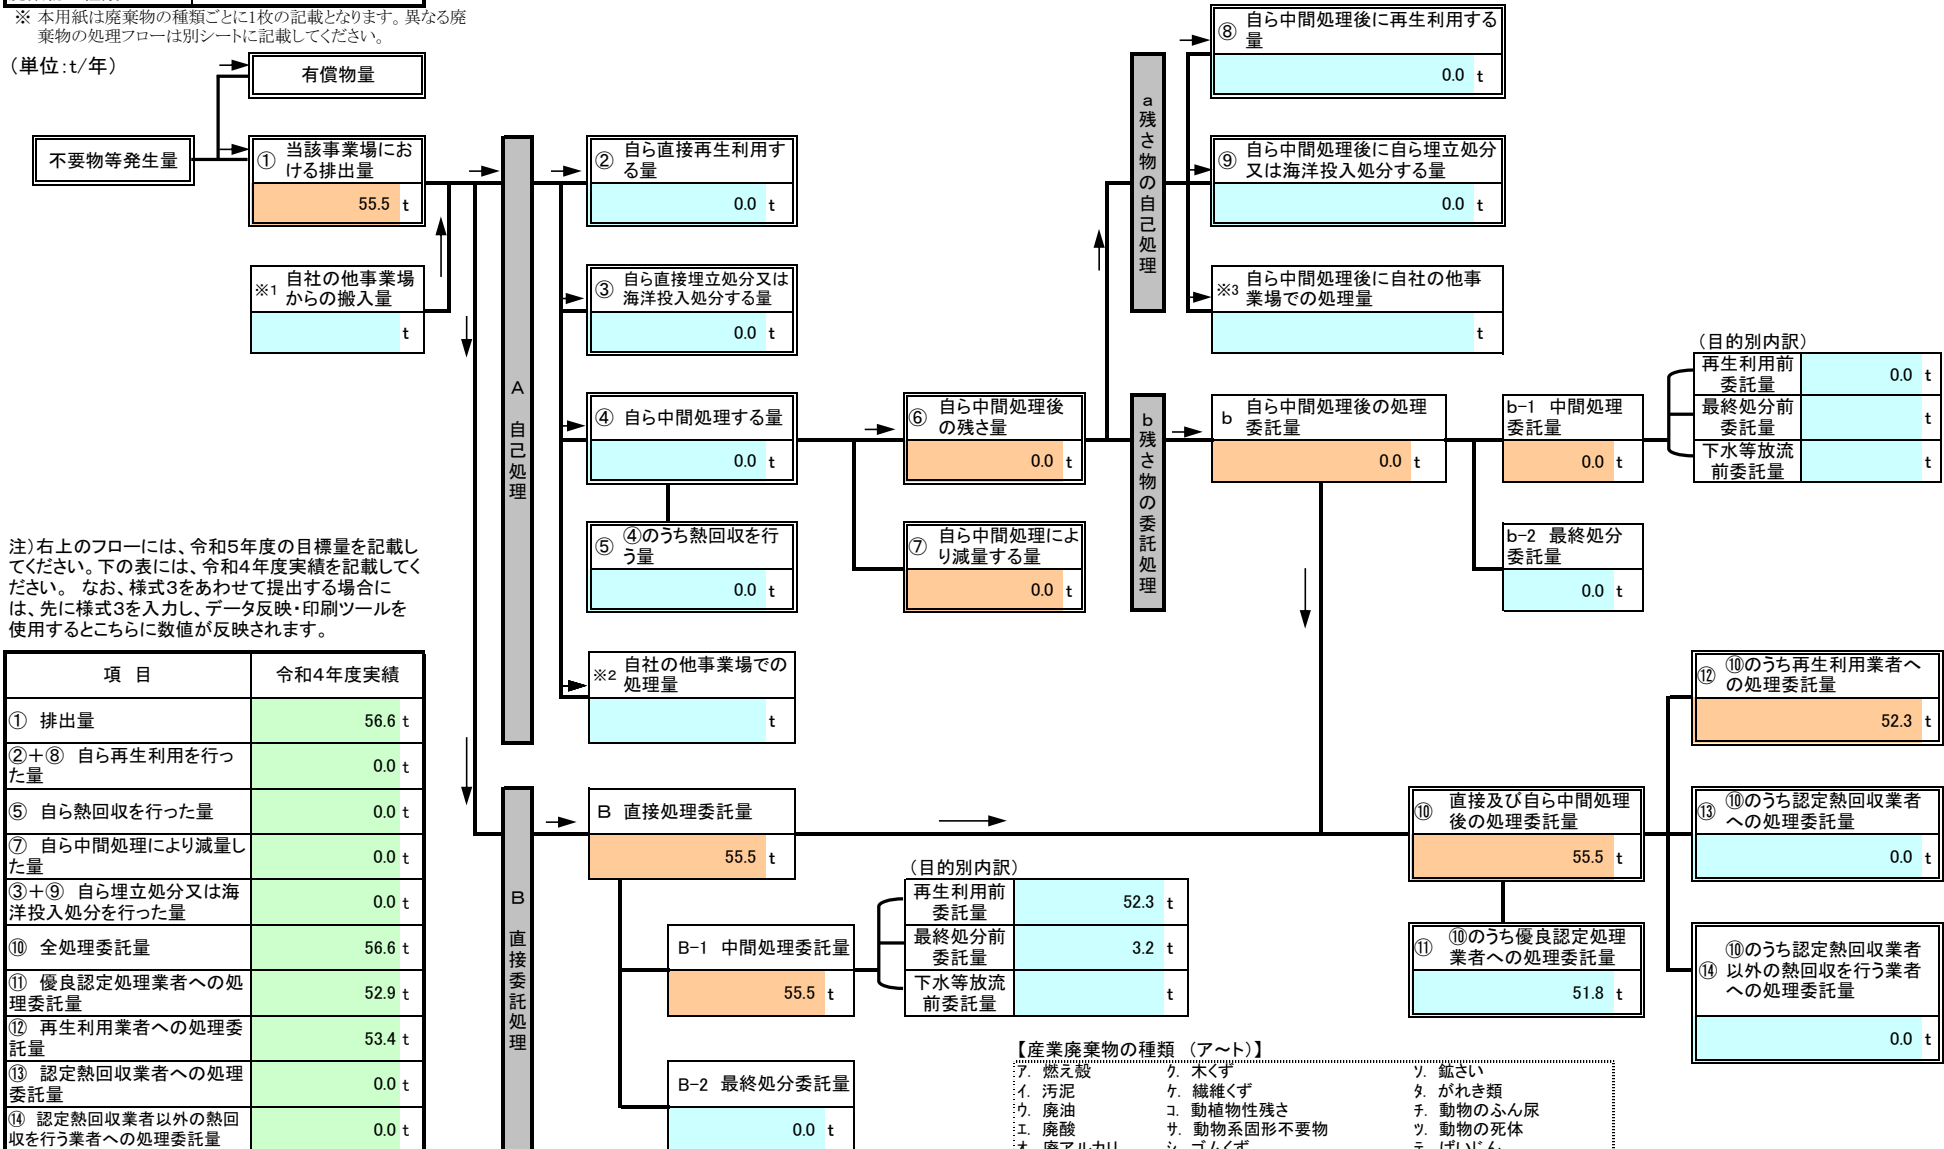 ※ 本用紙は廃棄物の種類ごとに1枚の記載となります。異なる廃
棄物の処理フローは別シートに記載してください。
（単位：t/年）
有償物量
不要物等発生量
① 当該事業場にお
ける排出量
55.5 t
※1 自社の他事業場
からの搬入量
t
A 自己処理
② 自ら直接再生利用す
る量
0.0 t
③ 自ら直接埋立処分又は
海洋投入処分する量
0.0 t
④ 自ら中間処理する量
0.0 t
⑤ ④のうち熱回収を行
う量
0.0 t
※2 自社の他事業場での
処理量
t
⑥ 自ら中間処理後
の残さ量
0.0 t
⑦ 自ら中間処理によ
り減量する量
0.0 t
a残さ物の自己処理
⑧ 自ら中間処理後に再生利用する
量
0.0 t
⑨ 自ら中間処理後に自ら埋立処分
又は海洋投入処分する量
0.0 t
※3 自ら中間処理後に自社の他事
業場での処理量
t
b残さ物の委託処理
b 自ら中間処理後の処理
委託量
0.0 t
b-1 中間処理
委託量
0.0 t
b-2 最終処分
委託量
0.0 t
（目的別内訳）
再生利用前
委託量
0.0 t
最終処分前
委託量
t
下水等放流
前委託量
t
注）右上のフローには、令和5年度の目標量を記載し
てください。下の表には、令和4年度実績を記載してく
ださい。 なお、様式3をあわせて提出する場合に
は、先に様式3を入力し、データ反映・印刷ツールを
使用するとこちらに数値が反映されます。
項 目 令和4年度実績
① 排出量 56.6 t
②＋⑧ 自ら再生利用を行っ
た量
0.0 t
⑤ 自ら熱回収を行った量 0.0 t
⑦ 自ら中間処理により減量し
た量
0.0 t
③＋⑨ 自ら埋立処分又は海
洋投入処分を行った量
0.0 t
⑩ 全処理委託量 56.6 t
⑪ 優良認定処理業者への処
理委託量
52.9 t
⑫ 再生利用業者への処理委
託量
53.4 t
⑬ 認定熱回収業者への処理
委託量
0.0 t
⑭ 認定熱回収業者以外の熱回
収を行う業者への処理委託量
0.0 t
B 直接委託処理
B 直接処理委託量
55.5 t
B-1 中間処理委託量
55.5 t
B-2 最終処分委託量
0.0 t
（目的別内訳）
再生利用前
委託量
52.3 t
最終処分前
委託量
3.2 t
下水等放流
前委託量
t
⑩ 直接及び自ら中間処理
後の処理委託量
55.5 t
⑪ ⑩のうち優良認定処理
業者への処理委託量
51.8 t
⑫ ⑩のうち再生利用業者へ
の処理委託量
52.3 t
⑬ ⑩のうち認定熱回収業者
への処理委託量
0.0 t
⑭ ⑩のうち認定熱回収業者
以外の熱回収を行う業者
への処理委託量
0.0 t
【産業廃棄物の種類 （ア～ト）】
ア. 燃え殻 ク. 木くず ソ. 鉱さい
イ. 汚泥 ケ. 繊維くず タ. がれき類
ウ. 廃油 コ. 動植物性残さ チ. 動物のふん尿
エ. 廃酸 サ. 動物系固形不要物 ツ. 動物の死体
オ. 廃アルカリ シ. ゴムくず テ. ばいじん